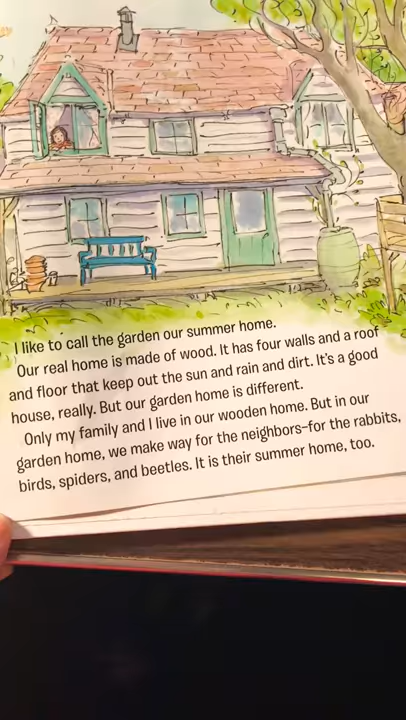 I like to call the garden our summer home.
Our real home is made of wood. It has four walls and a roof
and floor that keep out the sun and rain and dirt. It's a good
house, really. But our garden home is different.
Only my family and I live in our wooden home. But in our
garden home, we make way for the neighbors–for the rabbits,
birds, spiders, and beetles. It is their summer home, too.